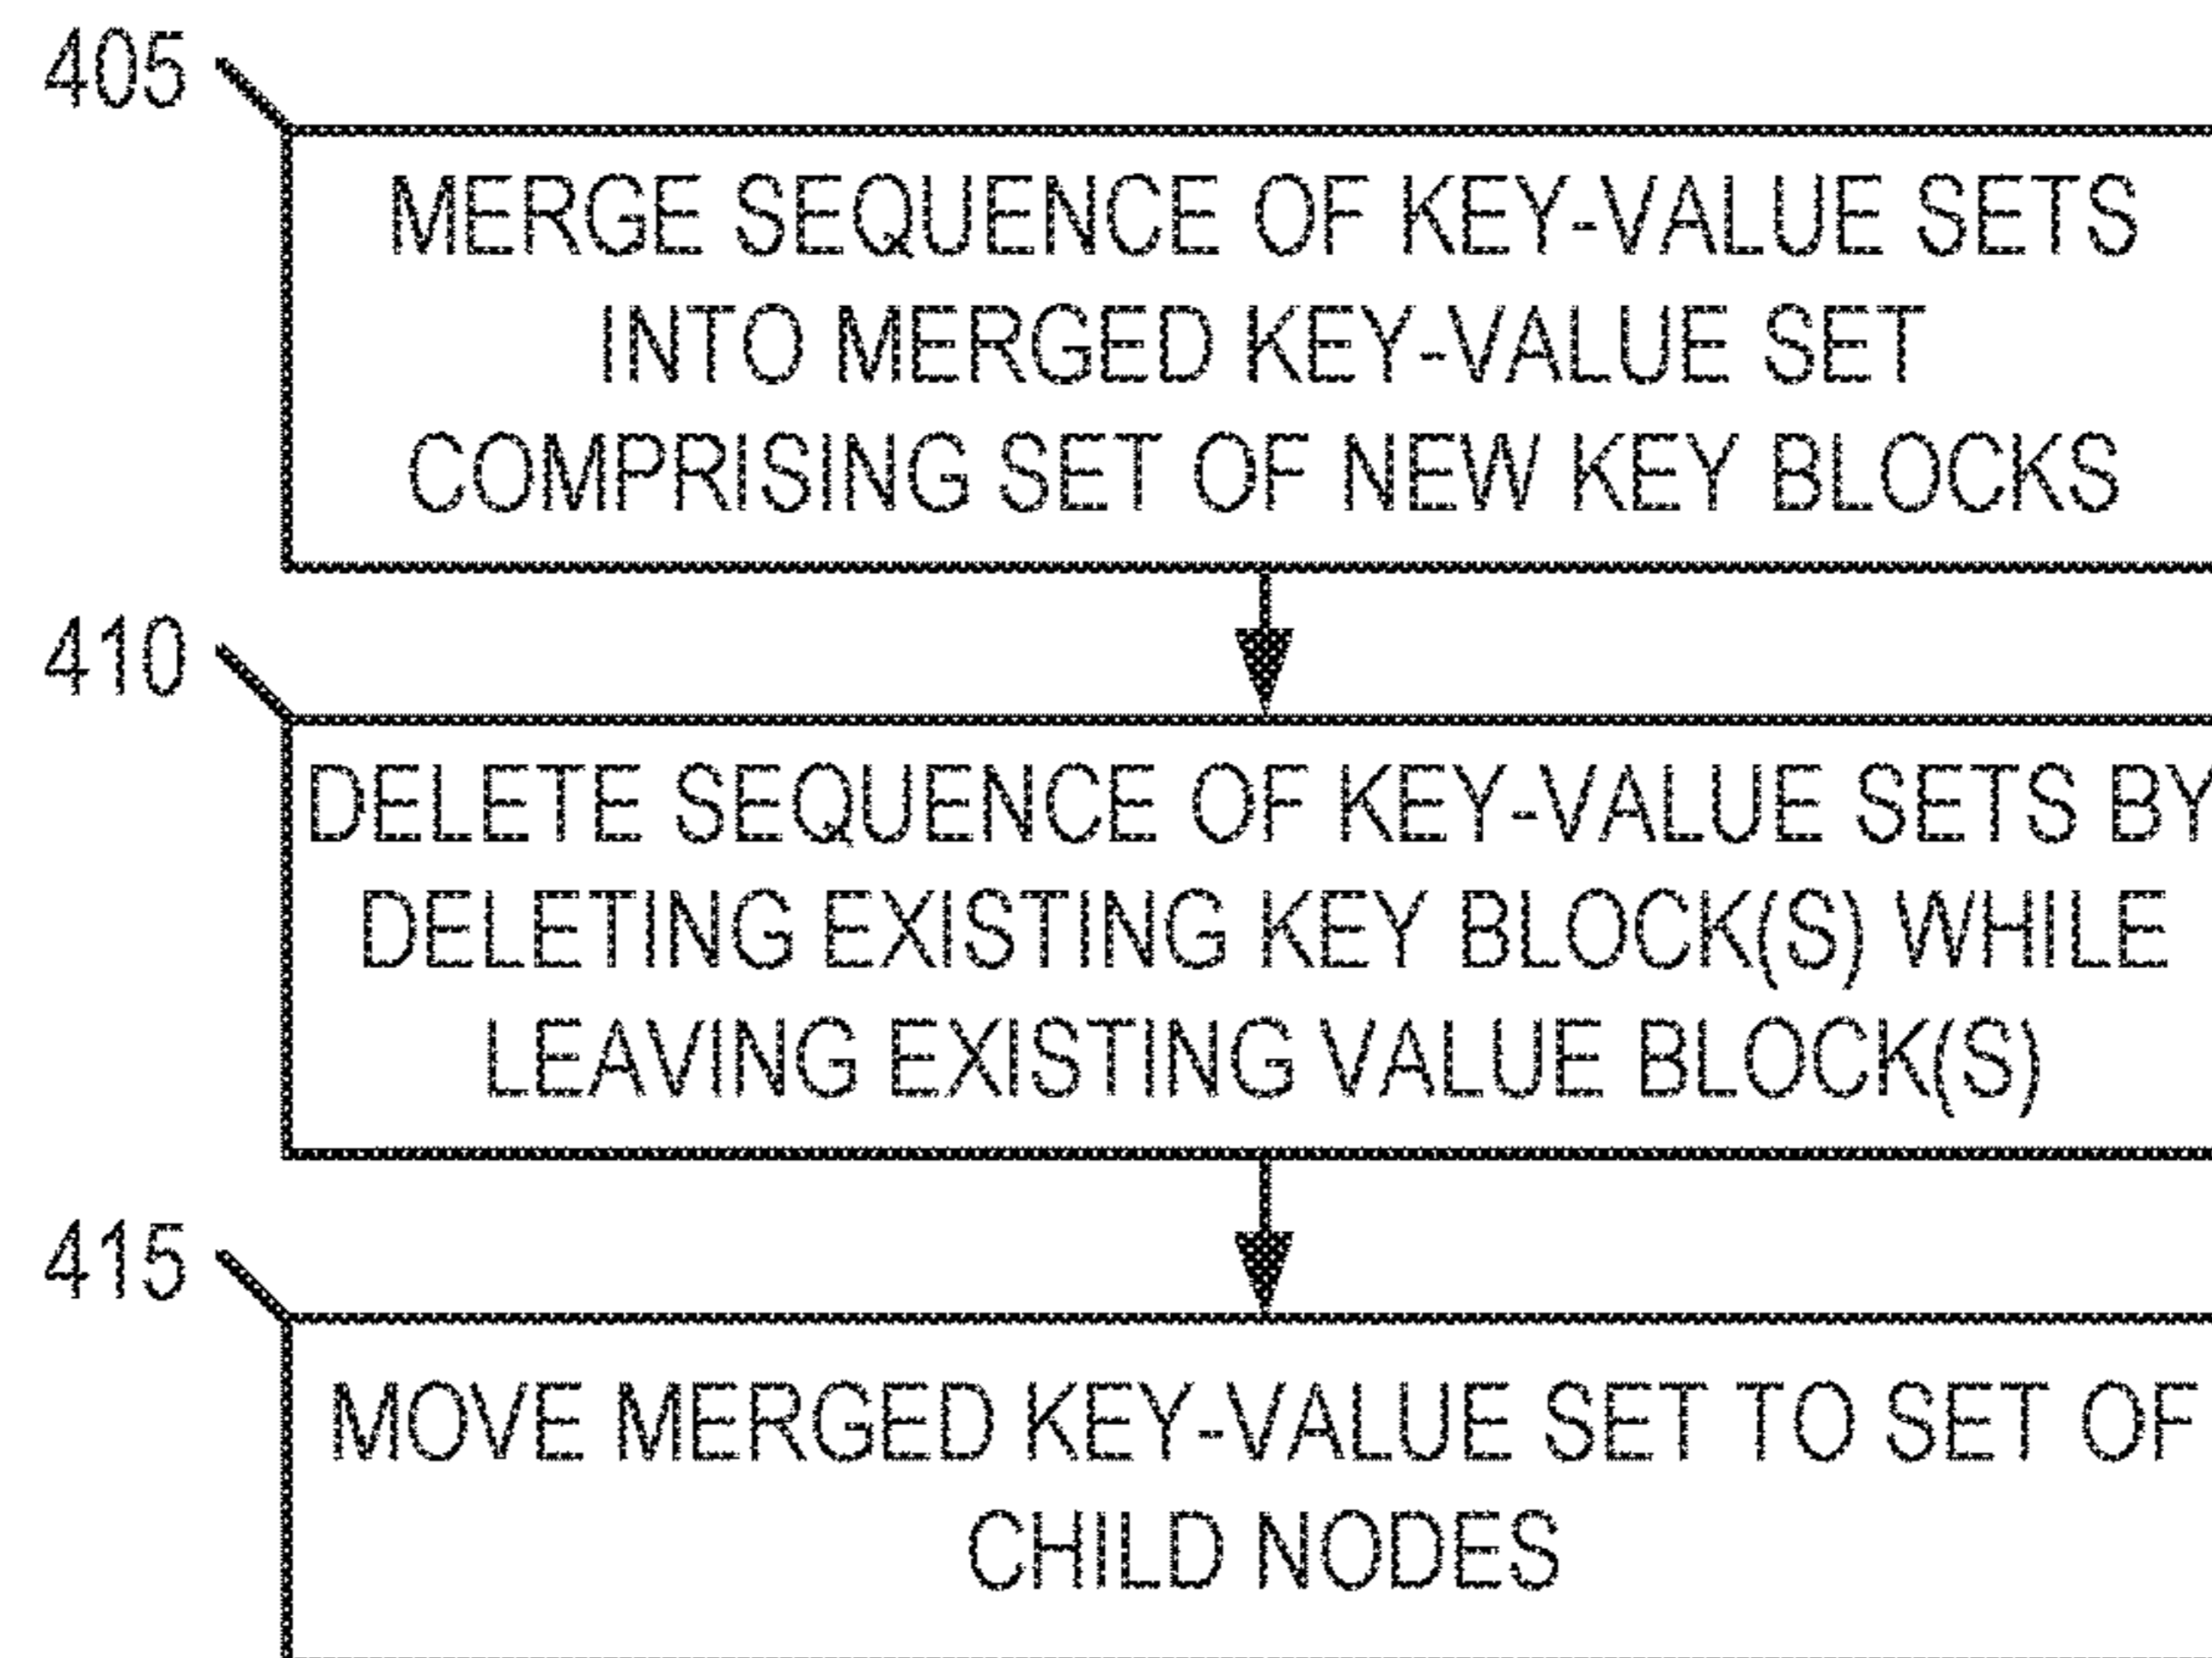 405
MERGE SEQUENCE OF KEY-VALUE SETS
INTO MERGED KEY-VALUE SET
COMPRISING SET OF NEW KEY BLOCKS
410
DELETE SEQUENCE OF KEY-VALUE SETS BY
DELETING EXISTING KEY BLOCK(S) WHILE
LEAVING EXISTING VALUE BLOCK(S)
415
MOVE MERGED KEY-VALUE SET TO SET OF
CHILD NODES